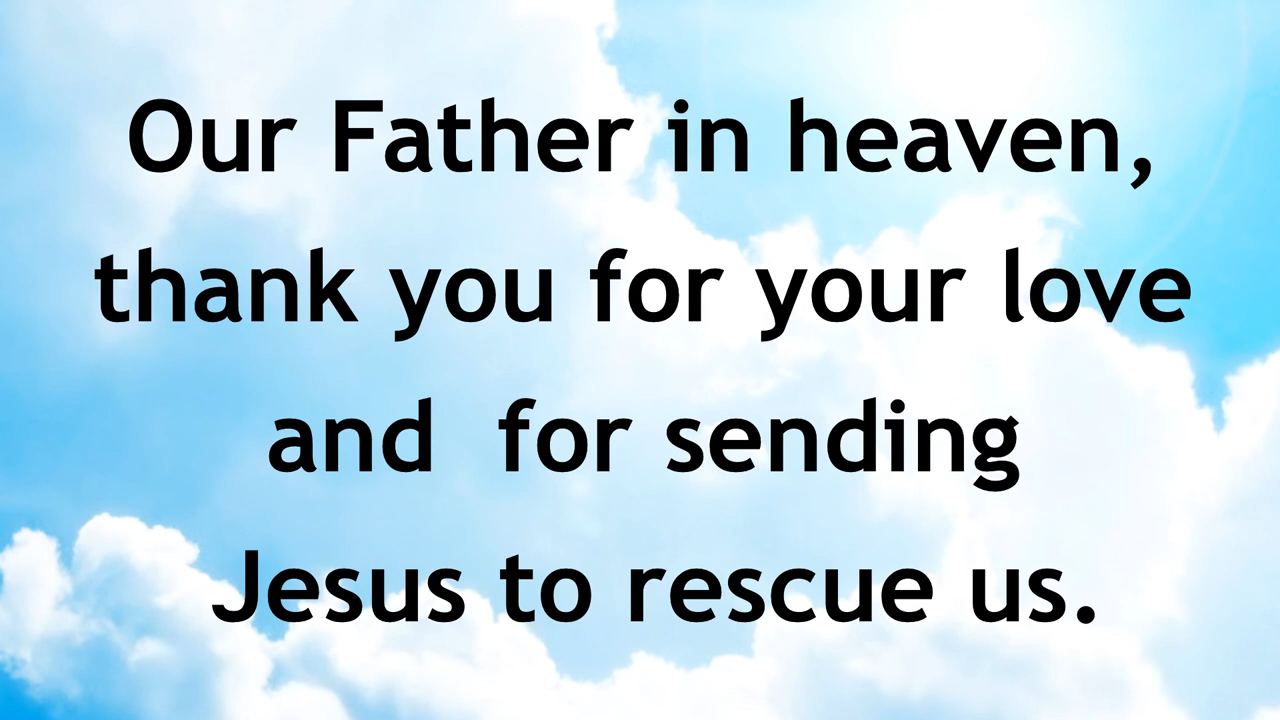 Our Father in heaven,
thank you for your love
and  for sending
Jesus to rescue us.